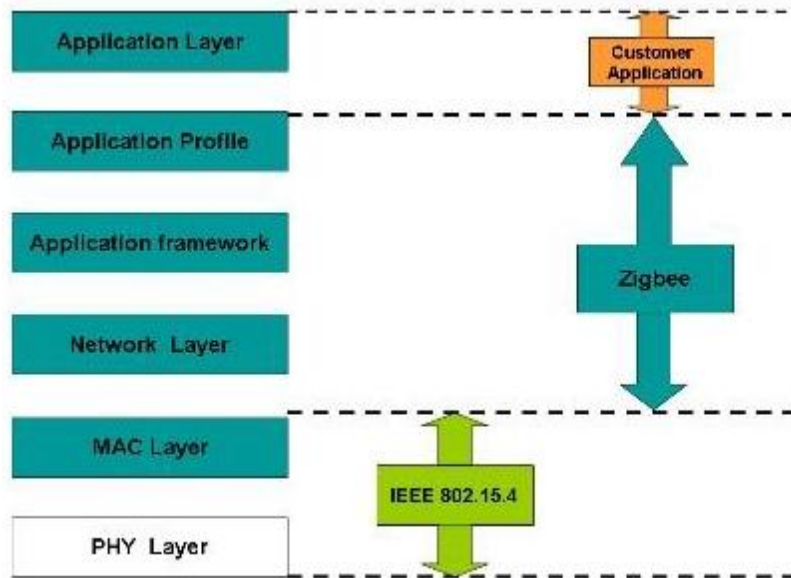 Application Layer
Customer
Application
Application Profile
Application framework
Zigbee
Network Layer
MAC Layer
IEEE 802.15.4
PHY Layer